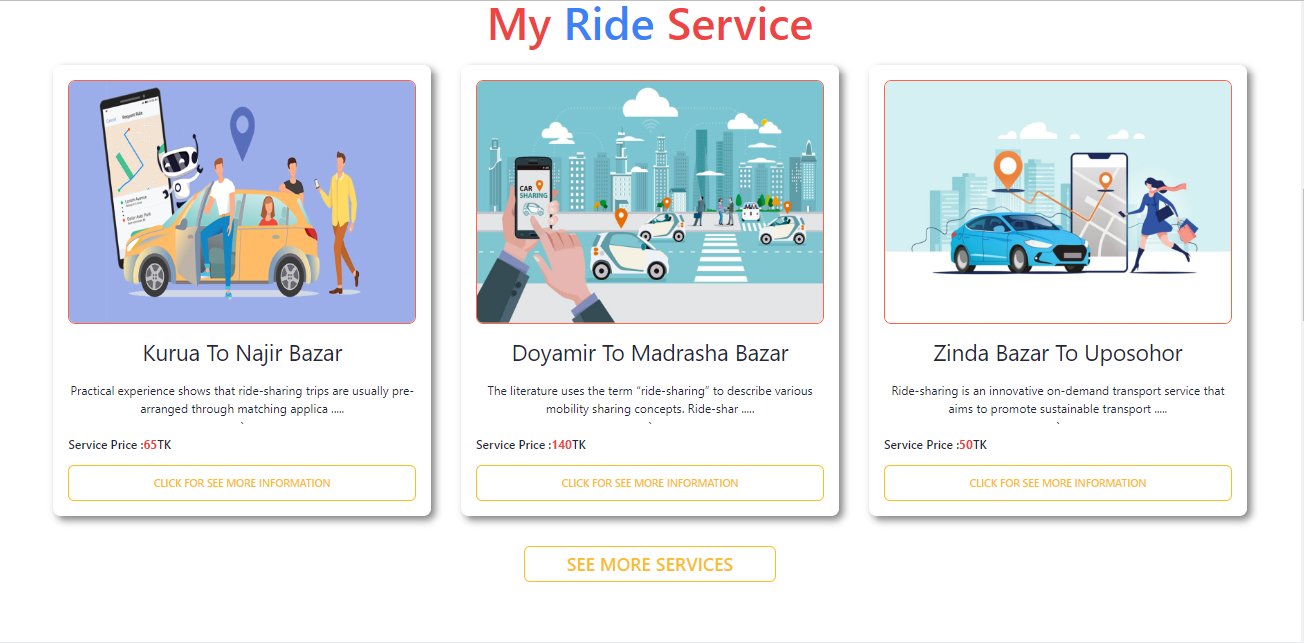 My Ride Service
Request Ride
CAR
SHARING
Kurua To Najir Bazar
Practical experience shows that ride-sharing trips are usually pre-
arranged through matching applica .....
`
Service Price :65TK
CLICK FOR SEE MORE INFORMATION
Doyamir To Madrasha Bazar
The literature uses the term “ride-sharing” to describe various
mobility sharing concepts. Ride-shar .....
`
Service Price :140TK
CLICK FOR SEE MORE INFORMATION
Zinda Bazar To Uposohor
Ride-sharing is an innovative on-demand transport service that
aims to promote sustainable transport .....
`
Service Price :50TK
CLICK FOR SEE MORE INFORMATION
SEE MORE SERVICES